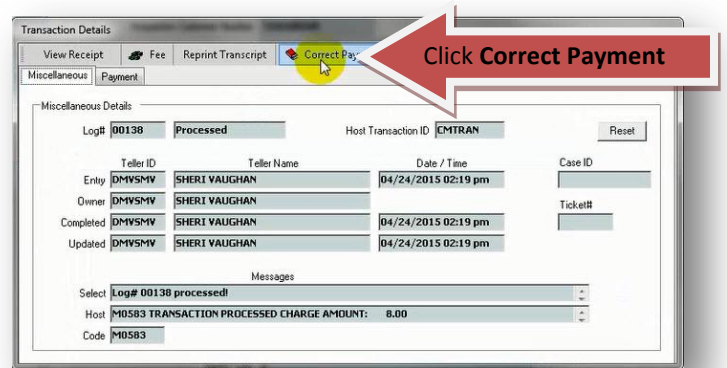 Transaction Details
View Receipt Fee Reprint Transcript Correct Pay
Click Correct Payment
Miscellaneous Payment
Miscellaneous Details
Log# 00138 Processed Host Transaction ID CMTRAN Reset
Teller ID Teller Name Date / Time Case ID
Entry DMVSMV SHERI VAUGHAN 04/24/2015 02:19 pm
Owner DMVSMV SHERI VAUGHAN Ticket#
Completed DMVSMV SHERI VAUGHAN 04/24/2015 02:19 pm
Updated DMVSMV SHERI VAUGHAN 04/24/2015 02:19 pm
Messages
Select Log# 00138 processed!
Host M0583 TRANSACTION PROCESSED CHARGE AMOUNT: 8.00
Code M0583